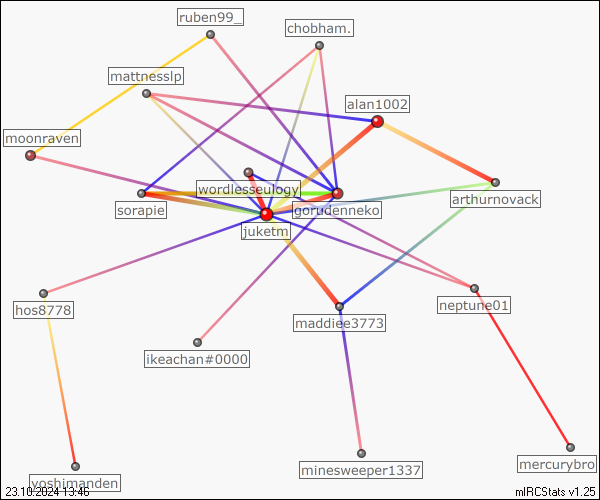 ruben99_
chobham.
mattnesslp
alan1002
moonraven
wordlesseulogy
sorapie
gorudenneko
arthurnovack
juketm
hos8778
neptune01
maddiee3773
ikeachan#0000
mercurybro
minesweeper1337
yoshimanden
23.10.2024 13:46
mIRCStats v1.25